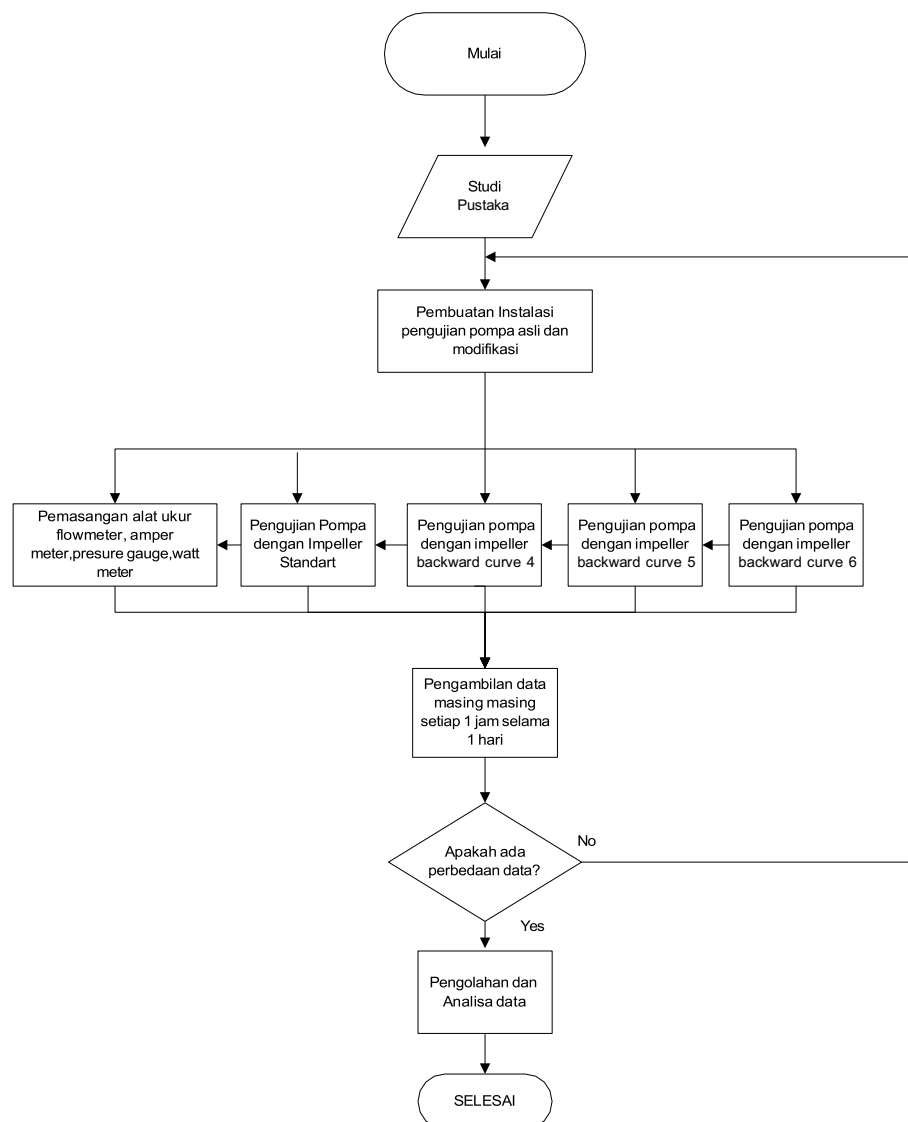 Mulai
Studi
Pustaka
Pembuatan Instalasi
pengujian pompa asli dan
modifikasi
Pemasangan alat ukur
flowmeter, amper
meter,presure gauge,watt
meter
Pengujian Pompa
dengan Impeller
Standart
Pengujian pompa
dengan impeller
backward curve 4
Pengujian pompa
dengan impeller
backward curve 5
Pengujian pompa
dengan impeller
backward curve 6
Pengambilan data
masing masing
setiap 1 jam selama
1 hari
Apakah ada
perbedaan data?
No
Yes
Pengolahan dan
Analisa data
SELESAI